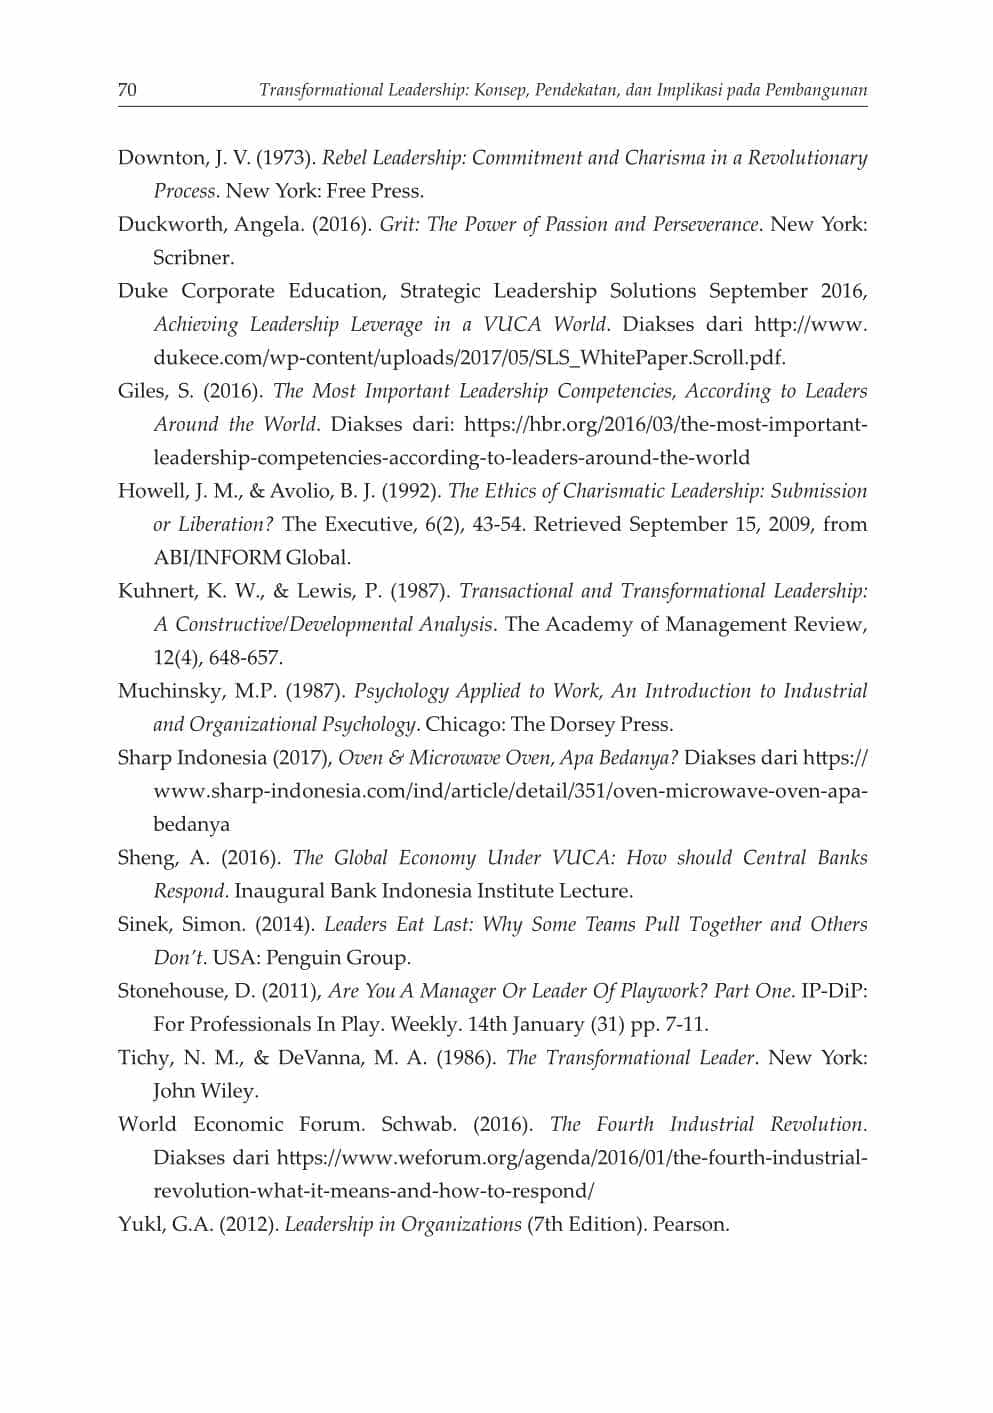 70 Transformational Leadership: Konsep, Pendekatan, dan Implikasi pada Pembangunan
Downton, J. V. (1973). Rebel Leadership: Commitment and Charisma in a Revolutionary
Process. New York: Free Press.
Duckworth, Angela. (2016). Grit: The Power of Passion and Perseverance. New York:
Scribner.
Duke Corporate Education, Strategic Leadership Solutions September 2016,
Achieving Leadership Leverage in a VUCA World. Diakses dari http://www.
dukece.com/wp-content/uploads/2017/05/SLS_WhitePaper.Scroll.pdf.
Giles, S. (2016). The Most Important Leadership Competencies, According to Leaders
Around the World. Diakses dari: https://hbr.org/2016/03/the-most-important-
leadership-competencies-according-to-leaders-around-the-world
Howell, J. M., & Avolio, B. J. (1992). The Ethics of Charismatic Leadership: Submission
or Liberation? The Executive, 6(2), 43-54. Retrieved September 15, 2009, from
ABI/INFORM Global.
Kuhnert, K. W., & Lewis, P. (1987). Transactional and Transformational Leadership:
A Constructive/Developmental Analysis. The Academy of Management Review,
12(4), 648-657.
Muchinsky, M.P. (1987). Psychology Applied to Work, An Introduction to Industrial
and Organizational Psychology. Chicago: The Dorsey Press.
Sharp Indonesia (2017), Oven & Microwave Oven, Apa Bedanya? Diakses dari https://
www.sharp-indonesia.com/ind/article/detail/351/oven-microwave-oven-apa-
bedanya
Sheng, A. (2016). The Global Economy Under VUCA: How should Central Banks
Respond. Inaugural Bank Indonesia Institute Lecture.
Sinek, Simon. (2014). Leaders Eat Last: Why Some Teams Pull Together and Others
Don't. USA: Penguin Group.
Stonehouse, D. (2011), Are You A Manager Or Leader Of Playwork? Part One. IP-DiP:
For Professionals In Play. Weekly. 14th January (31) pp. 7-11.
Tichy, N. M., & DeVanna, M. A. (1986). The Transformational Leader. New York:
John Wiley.
World Economic Forum. Schwab. (2016). The Fourth Industrial Revolution.
Diakses dari https://www.weforum.org/agenda/2016/01/the-fourth-industrial-
revolution-what-it-means-and-how-to-respond/
Yukl, G.A. (2012). Leadership in Organizations (7th Edition). Pearson.